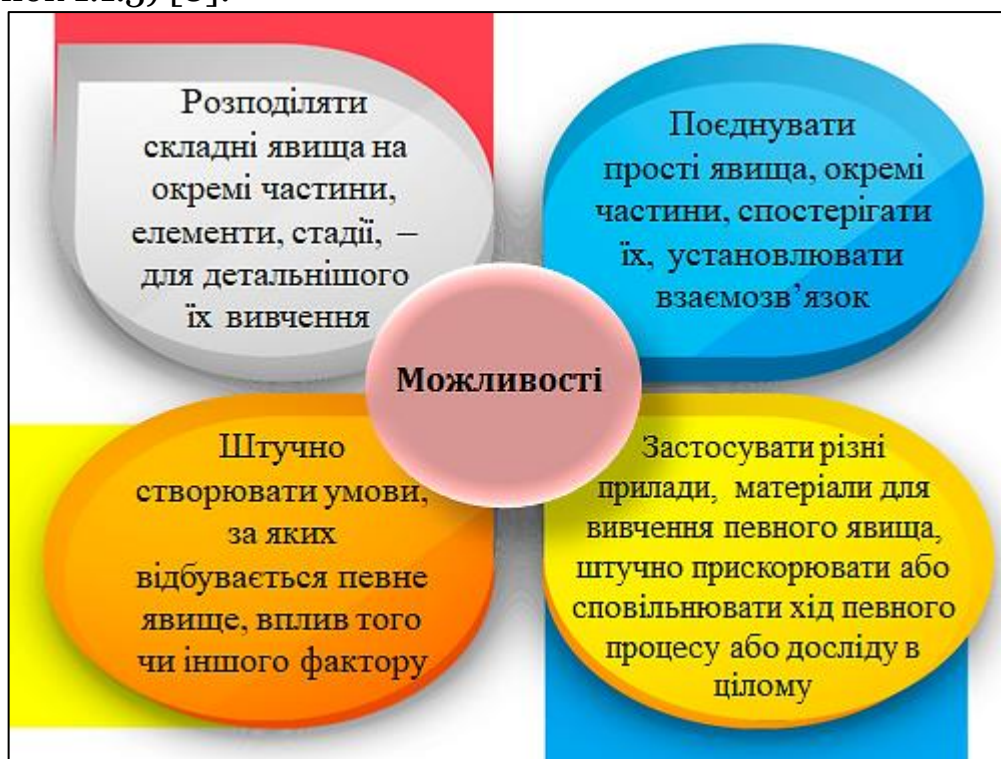 Розподіляти
складні явища на
окремі частини,
елементи, стадії, –
для детальнішого
їх вивчення
Поєднувати
прості явища, окремі
частини, спостерігати
їх, установлювати
взаємозв’язок
Можливості
Штучно
створювати умови,
за яких
відбувається певне
явище, вплив того
чи іншого фактору
Застосувати різні
прилади, матеріали для
вивчення певного явища,
штучно прискорювати або
сповільнювати хід певного
процесу або досліду в
цілому